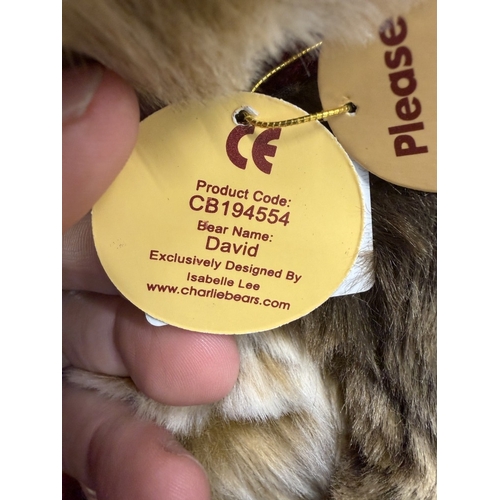 CE
Product Code:
CB194554
Bear Name:
David
Exclusively Designed By
Isabelle Lee
www.charliebears.com
Please